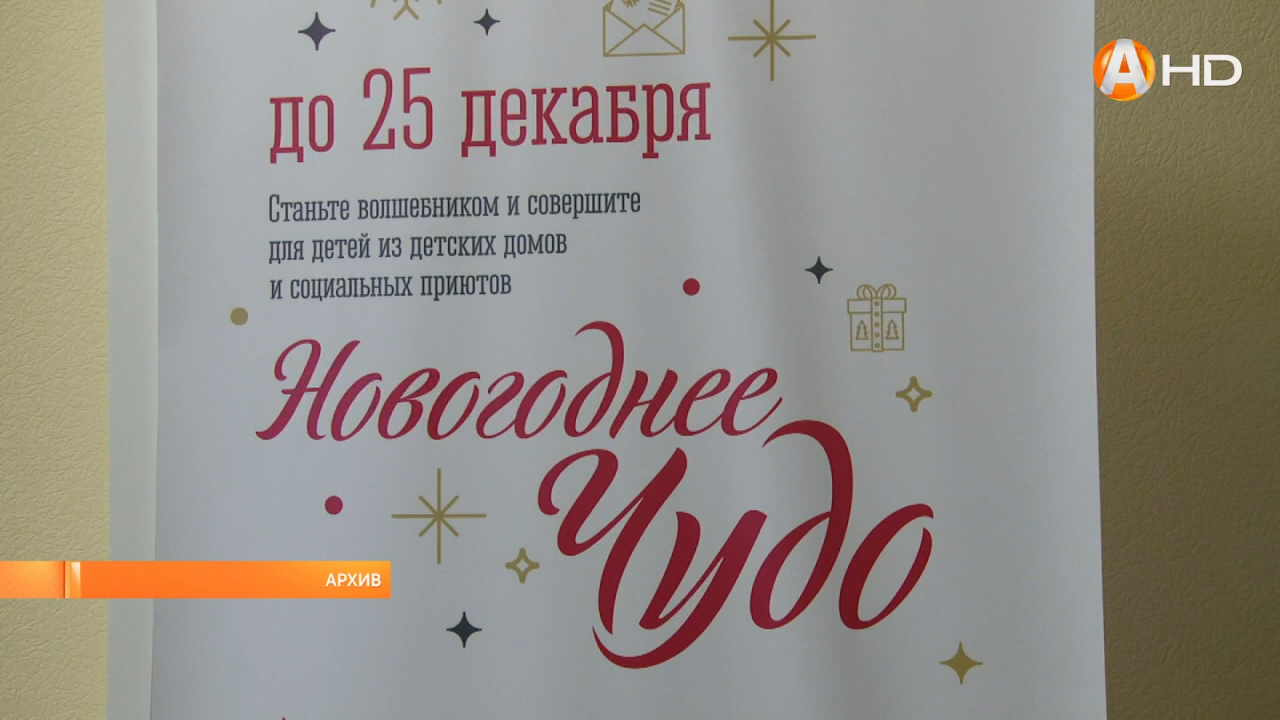 до 25 декабря
Станьте волшебником и совершите
для детей из детских домов
и социальных приютов
Новогоднее
Чудо
АРХИВ
А HD